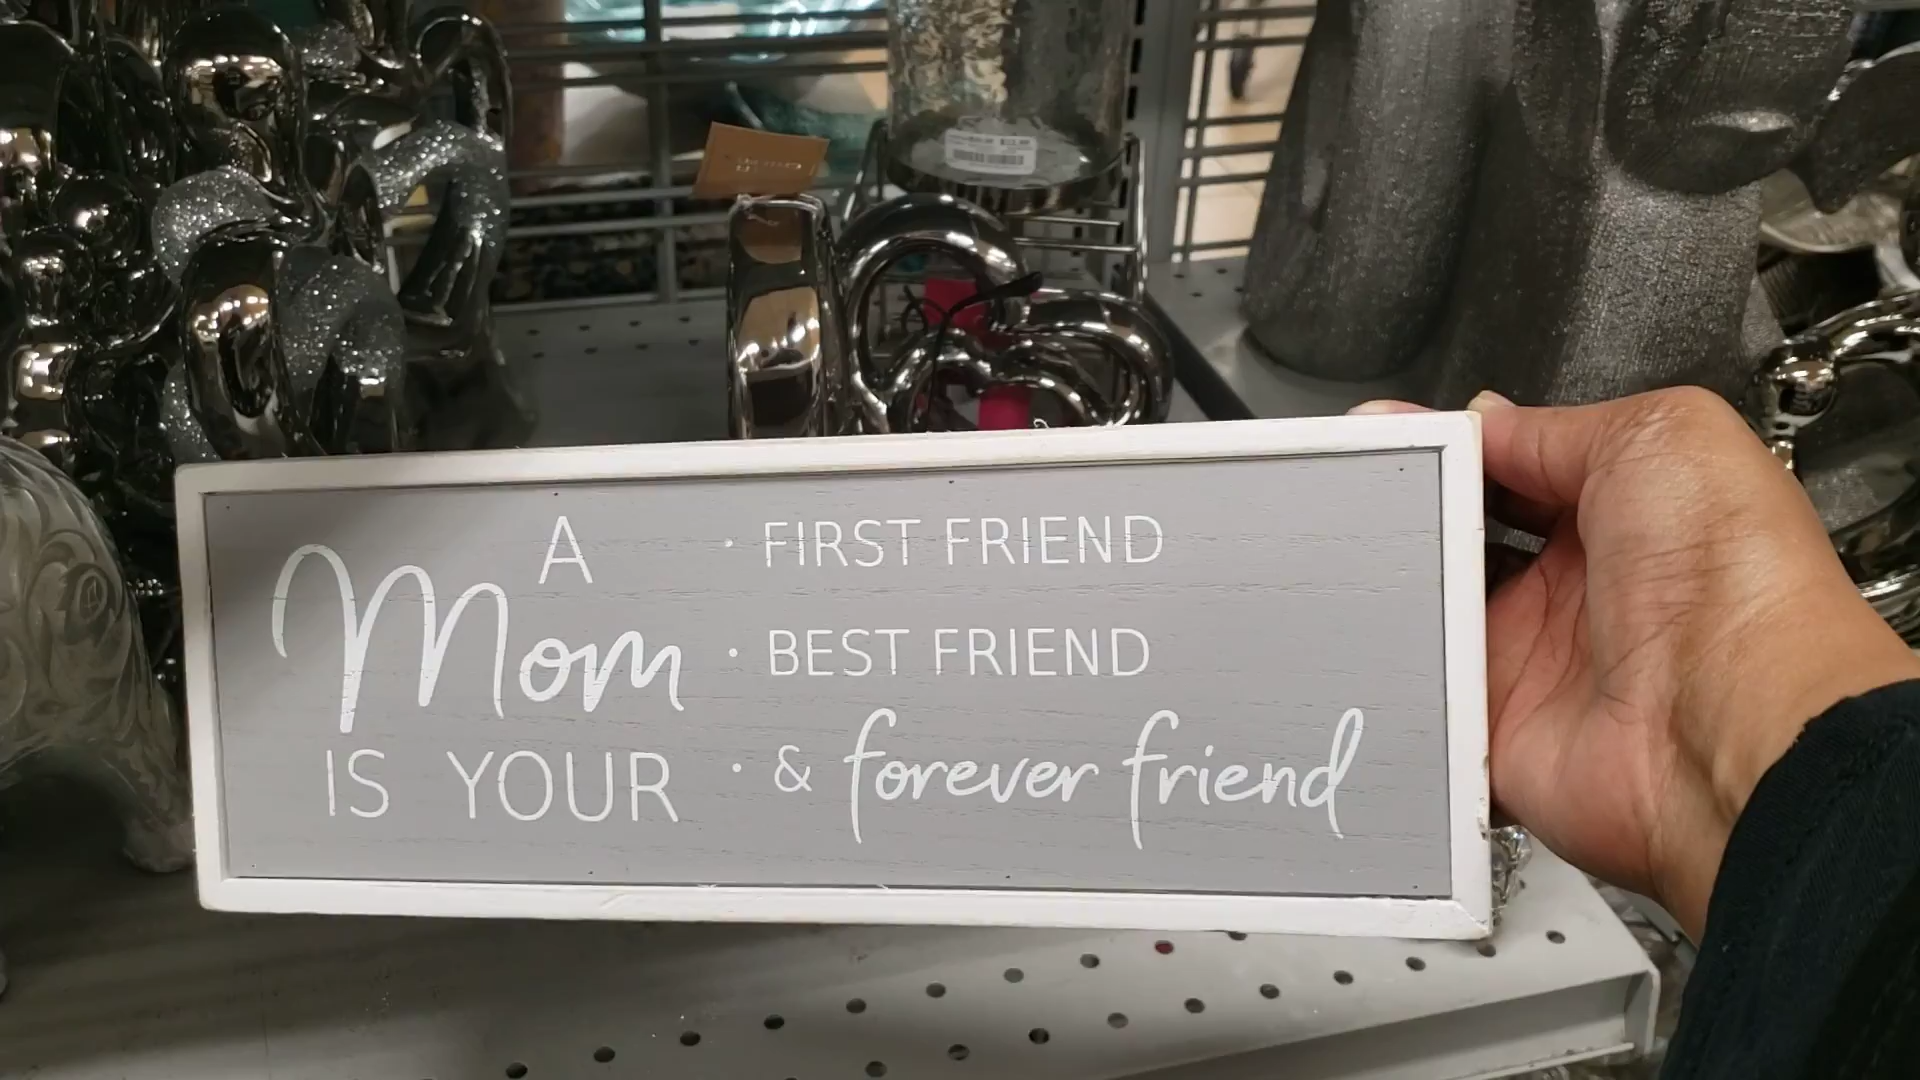 A
Mom
IS YOUR
· FIRST FRIEND
· BEST FRIEND
· & forever friend